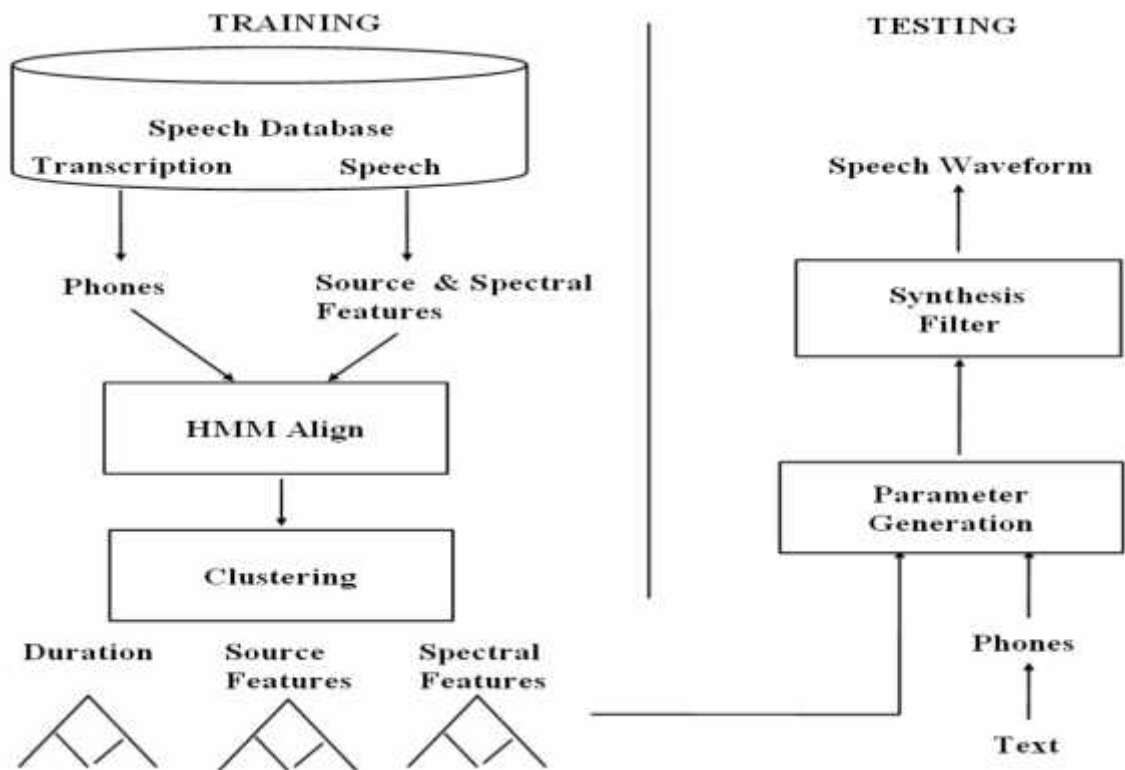 TRAINING
TESTING
Speech Database
Transcription
Speech
Phones
Source & Spectral
Features
HMM Align
Clustering
Duration
Source
Features
Spectral
Features
Speech Waveform
Synthesis
Filter
Parameter
Generation
Phones
Text